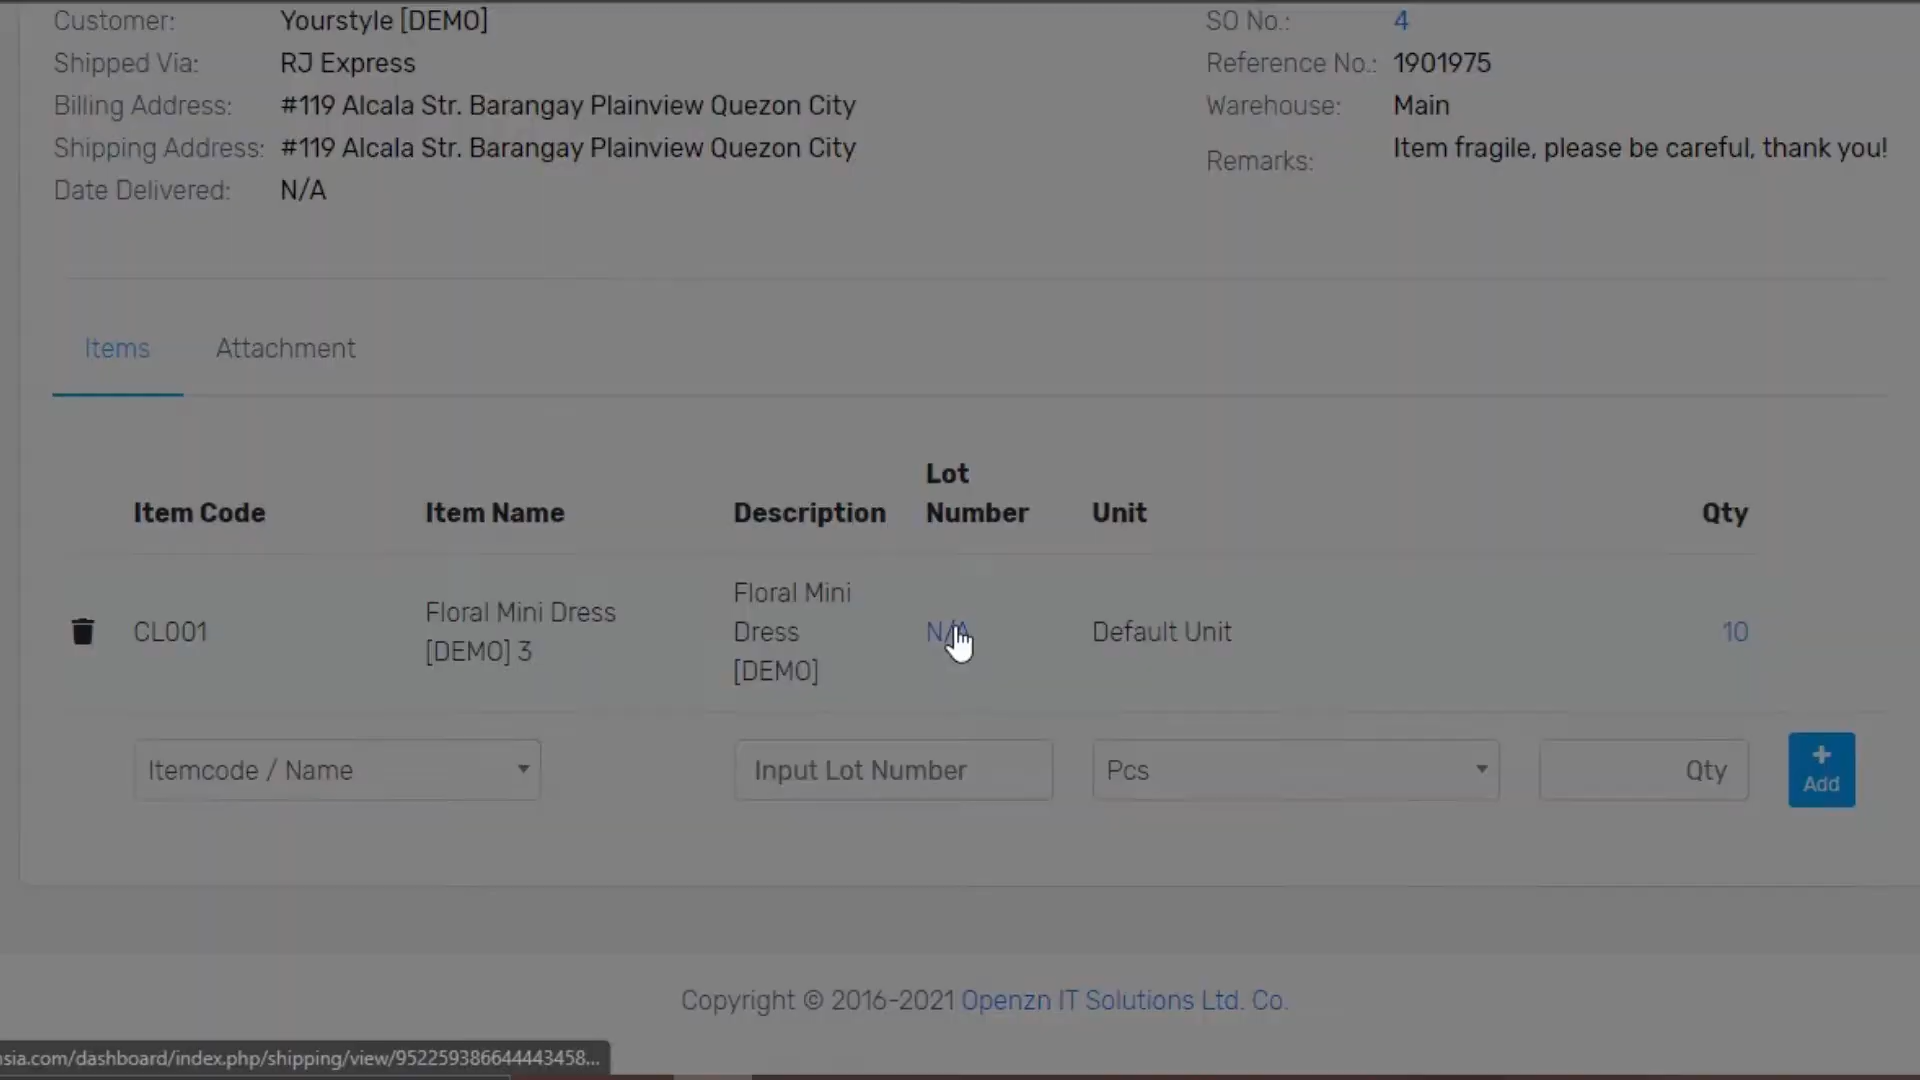 Customer: Yourstyle [DEMO] SO No.: 4
Shipped Via: RJ Express Reference No.: 1901975
Billing Address: #119 Alcala Str. Barangay Plainview Quezon City Warehouse: Main
Shipping Address: #119 Alcala Str. Barangay Plainview Quezon City Remarks: Item fragile, please be careful, thank you!
Date Delivered: N/A
Items Attachment
Item Code Item Name Description Lot Number Unit Qty
CL001 Floral Mini Dress [DEMO] 3 Floral Mini Dress [DEMO] N/A Default Unit 10
Itemcode / Name Input Lot Number Pcs Qty Add
Copyright © 2016-2021 Openzn IT Solutions Ltd. Co.
asia.com/dashboard/index.php/shipping/view/952259386644443458...